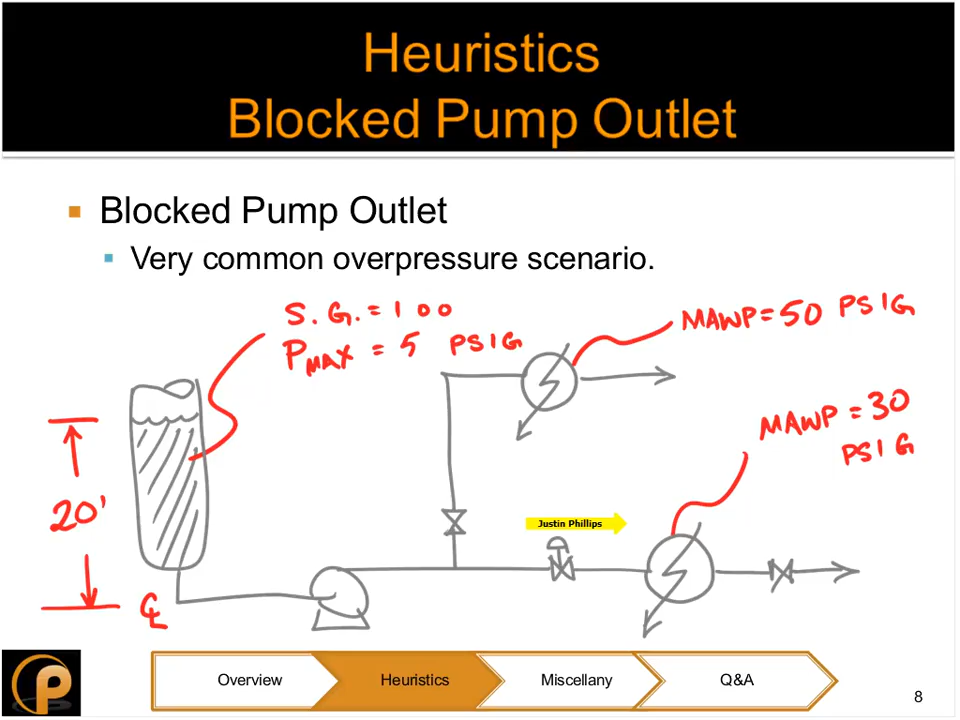 Heuristics
Blocked Pump Outlet
Blocked Pump Outlet
Very common overpressure scenario.
S.G. = 1 00
PMAX = 5 PSIG
MAWP = 50 PSIG
MAWP = 30
PSIG
20'
℄
Justin Phillips
Overview
Heuristics
Miscellany
Q&A
P
8